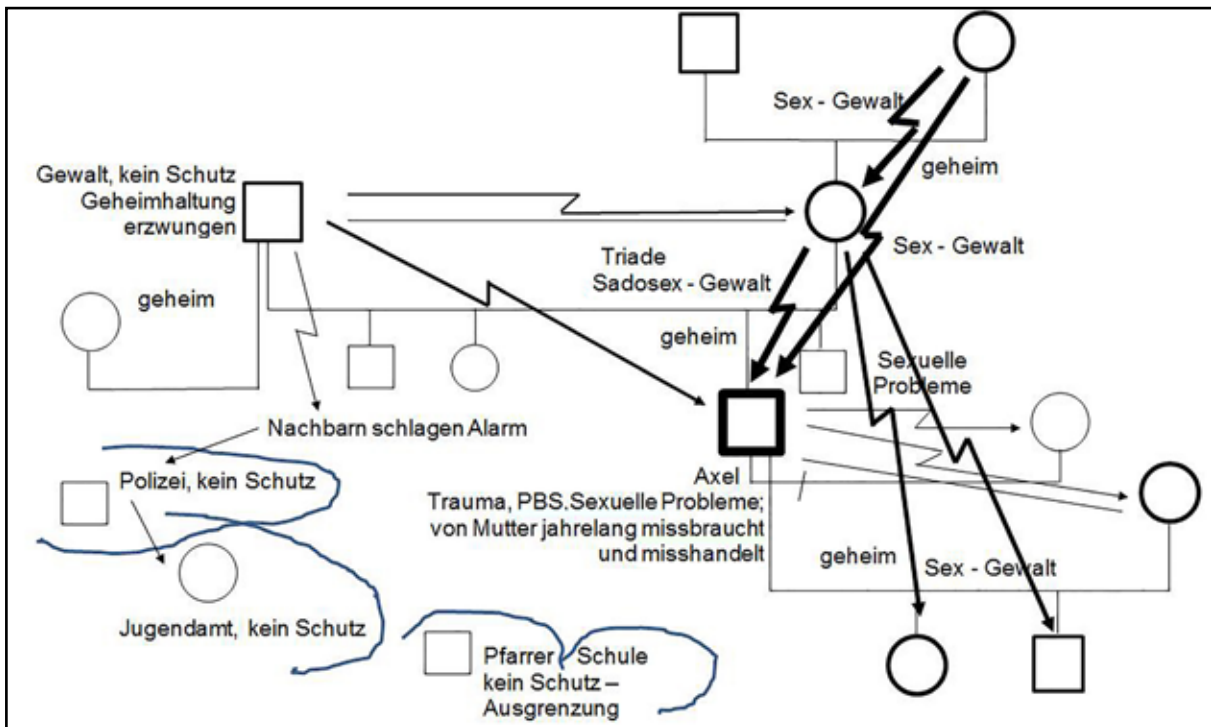 Sex - Gewalt
geheim
Gewalt, kein Schutz
Geheimhaltung
erzwungen
Sex - Gewalt
Triade
Sadosex - Gewalt
geheim
geheim
Sexuelle
Probleme
Nachbarn schlagen Alarm
Polizei, kein Schutz
Axel
Trauma, PBS.Sexuelle Probleme;
von Mutter jahrelang missbraucht
und misshandelt
geheim
Sex - Gewalt
Jugendamt, kein Schutz
Pfarrer Schule
kein Schutz –
Ausgrenzung